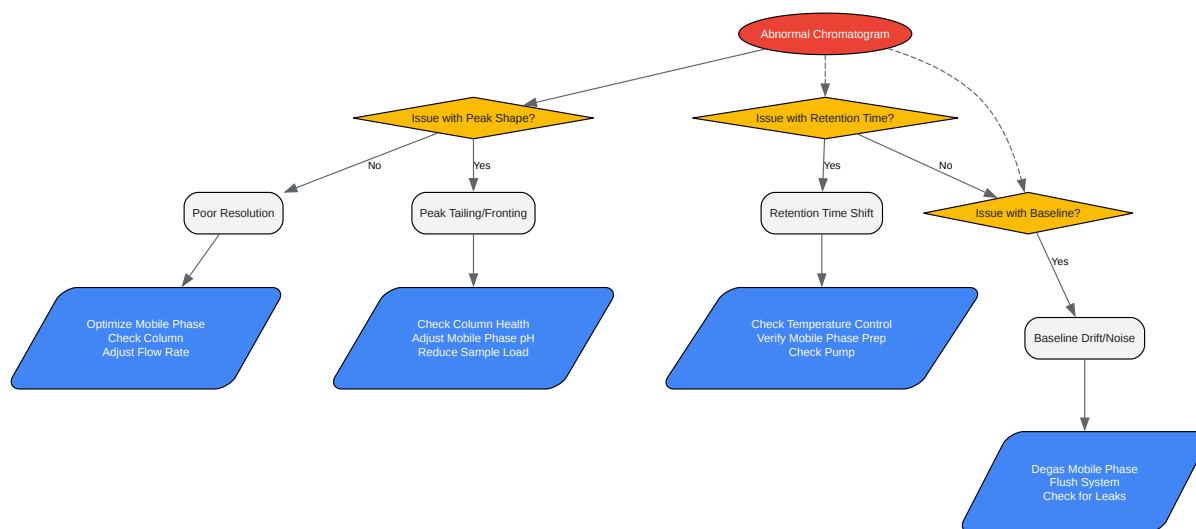 Abnormal Chromatogram
Issue with Peak Shape?
Issue with Retention Time?
No
Yes
Yes
No
Poor Resolution
Peak Tailing/Fronting
Retention Time Shift
Issue with Baseline?
Yes
Optimize Mobile Phase
Check Column
Adjust Flow Rate
Check Column Health
Adjust Mobile Phase pH
Reduce Sample Load
Check Temperature Control
Verify Mobile Phase Prep
Check Pump
Baseline Drift/Noise
Degas Mobile Phase
Flush System
Check for Leaks